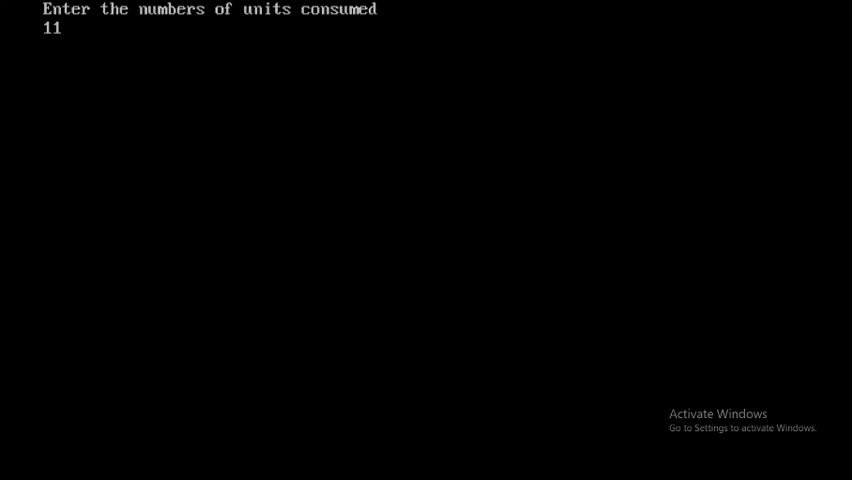 Enter the numbers of units consumed
11
Activate Windows
Go to Settings to activate Windows.